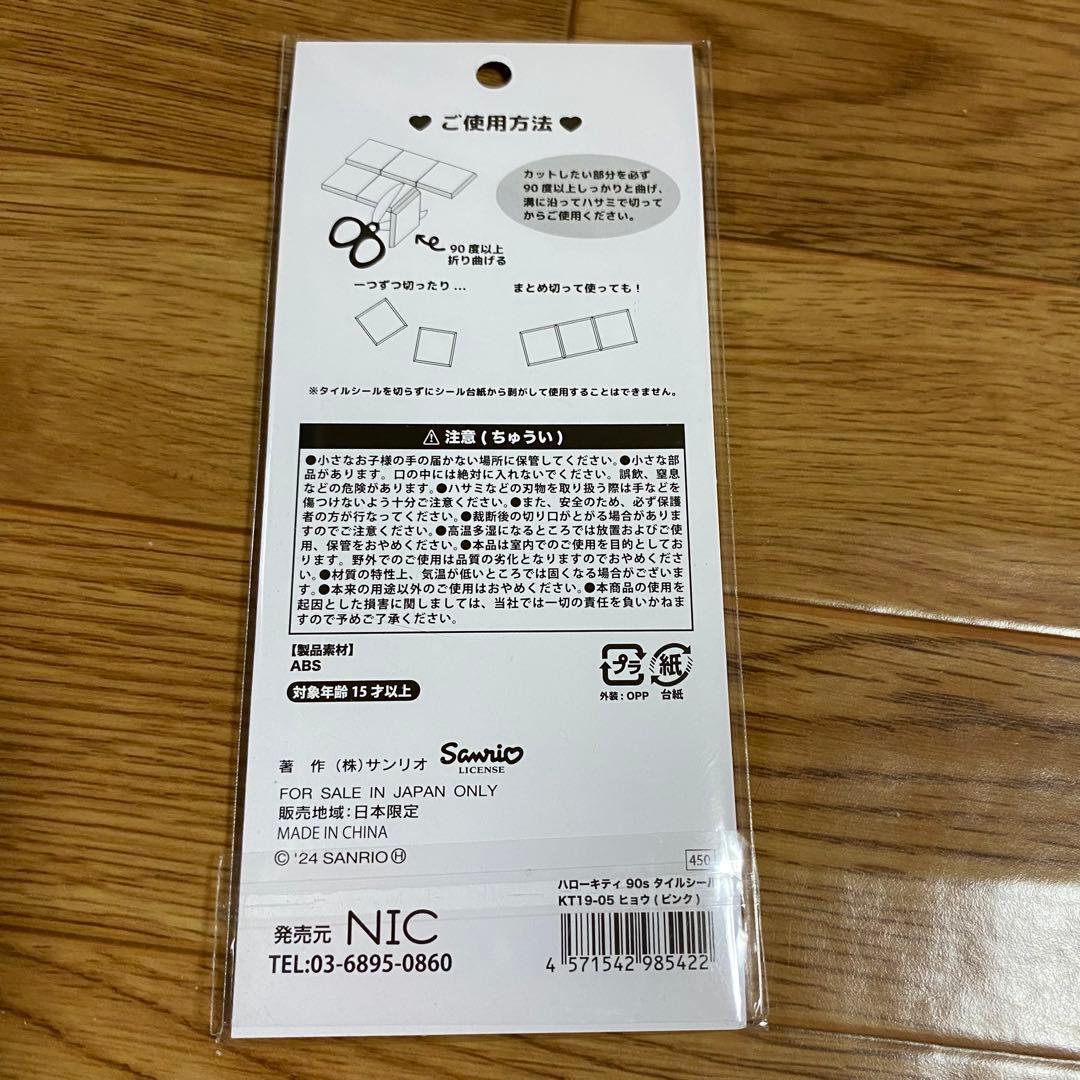 ♥ ご使用方法 ♥
カットしたい部分を必ず
90度以上しっかりと曲げ、
溝に沿ってハサミで切って
からご使用ください。
90度以上
折り曲げる
一つずつ切ったり...
まとめ切って使っても!
※タイルシールを切らずにシール台紙から剥がして使用することはできません。
⚠ 注意(ちゅうい)
●小さなお子様の手の届かない場所に保管してください。●小さな部
品があります。口の中には絶対に入れないでください。誤飲、窒息
などの危険があります。●ハサミなどの刃物を取り扱う際は手などを
傷つけないよう十分ご注意ください。●また、安全のため、必ず保護
者の方が行なってください。●裁断後の切り口がとがる場合がありま
すのでご注意ください。●高温多湿になるところでは放置およびご使
用、保管をおやめください。●本品は室内でのご使用を目的としてお
ります。野外でのご使用は品質の劣化となりますのでおやめくださ
い。●材質の特性上、気温が低いところでは固くなる場合がございま
す。●本来の用途以外のご使用はおやめください。●本商品の使用を
起因とした損害に関しましては、当社では一切の責任を負いかねま
すので予めご了承ください。
【製品素材】
ABS
対象年齢15才以上
プラ
紙
外装:OPP
台紙
著 作 (株)サンリオ
Sanrio
LICENSE
FOR SALE IN JAPAN ONLY
販売地域:日本限定
MADE IN CHINA
© '24 SANRIO Ⓗ
450
ハローキティ 90s タイルシール
KT19-05 ヒョウ(ピンク)
発売元 NIC
TEL:03-6895-0860
4 571542 985422